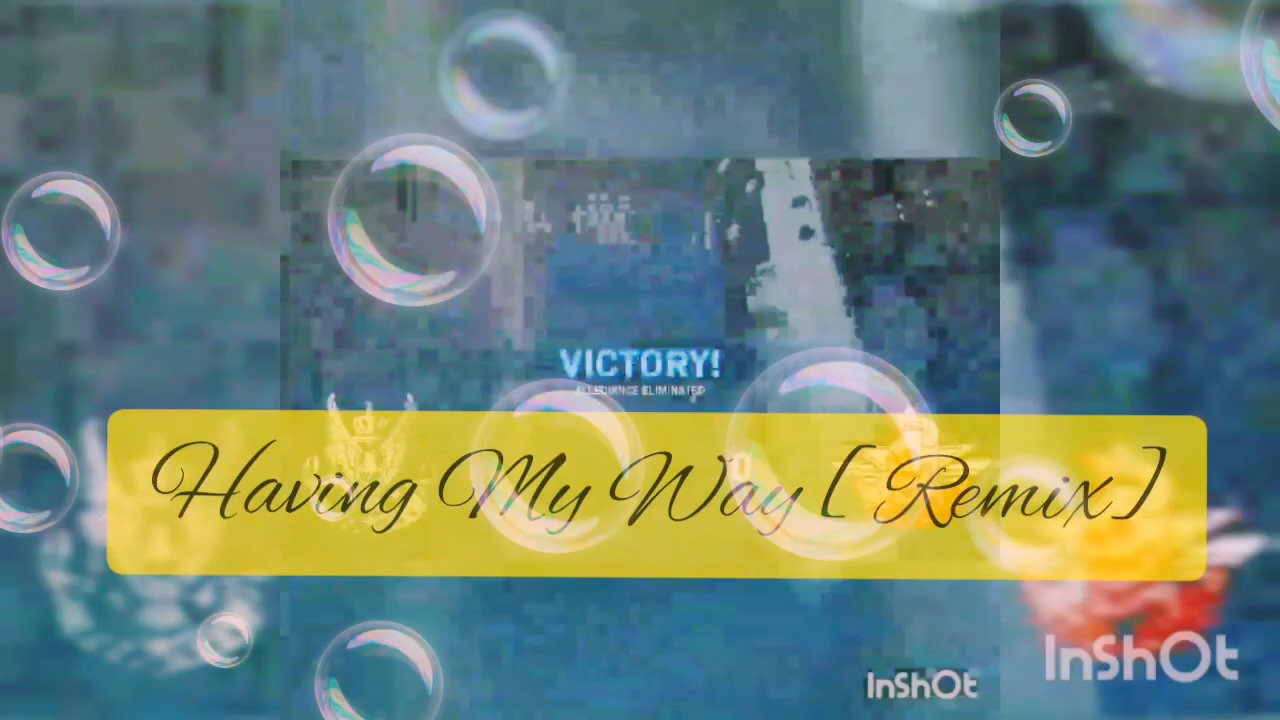 VICTORY!
ALLEGIANCE ELIMINATED
Having My Way [ Remix ]
InShOt
InShOt